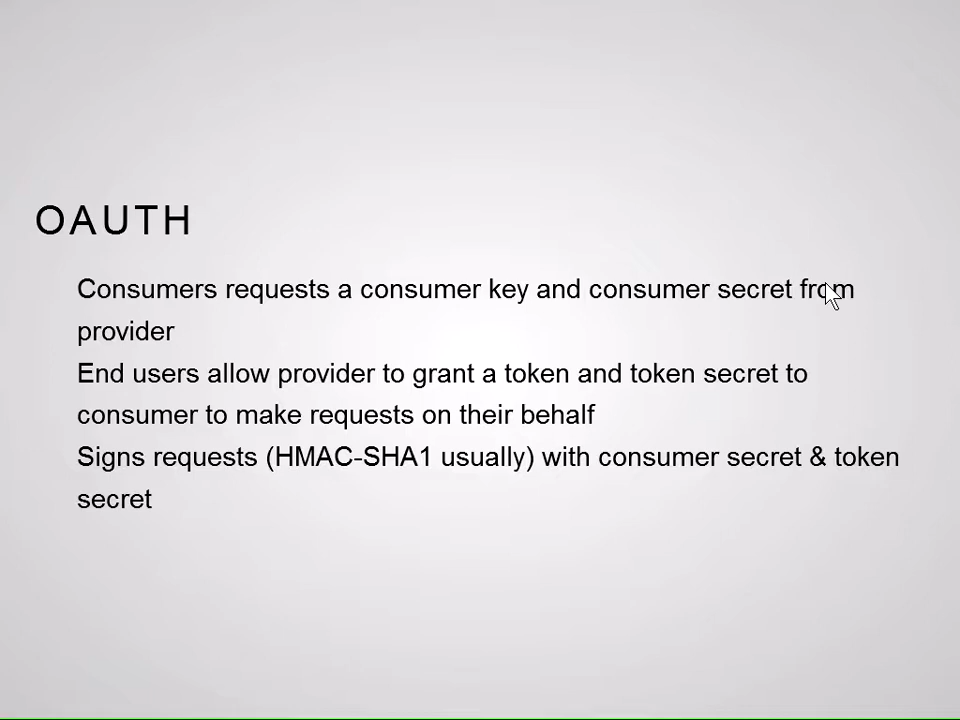 OAUTH
Consumers requests a consumer key and consumer secret from
provider
End users allow provider to grant a token and token secret to
consumer to make requests on their behalf
Signs requests (HMAC-SHA1 usually) with consumer secret & token
secret